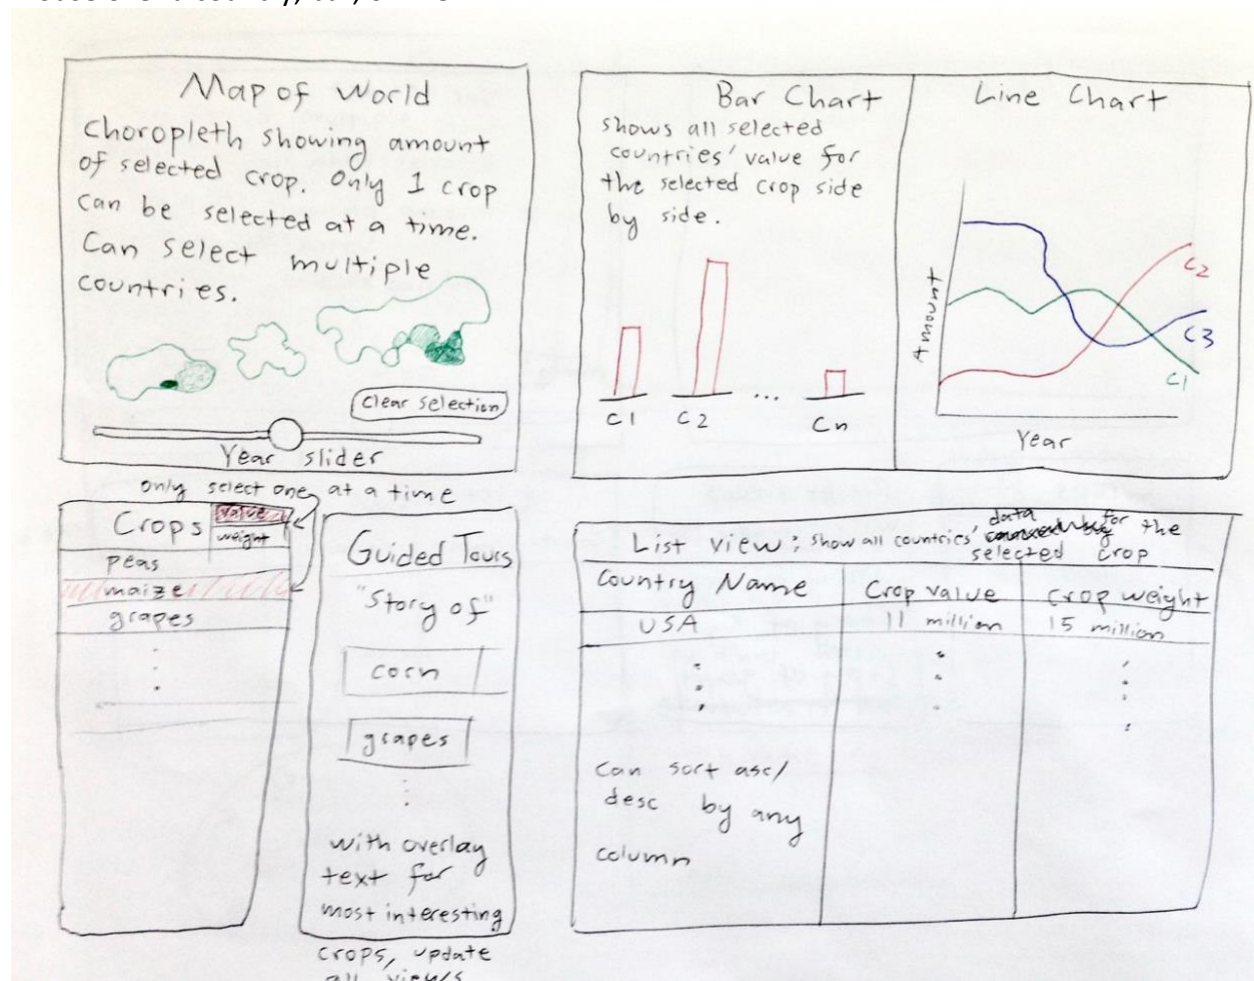 Map of World
Choropleth showing amount
of selected crop. Only 1 crop
can be selected at a time.
Can select multiple
countries.
Clear selection
Year slider
Bar Chart
shows all selected
countries' value for
the selected crop side
by side.
C1 C2 ... Cn
Line Chart
Amount
C2
C3
C1
Year
only select one at a time
Crops
value
weight
peas
maize
grapes
Guided Tours
"Story of"
corn
grapes
with overlay
text for
most interesting
crops, update
all views
List view: Show all countries' data for the
selected crop
Country Name Crop value Crop weight
USA 11 million 15 million
Can sort asc/
desc by any
column